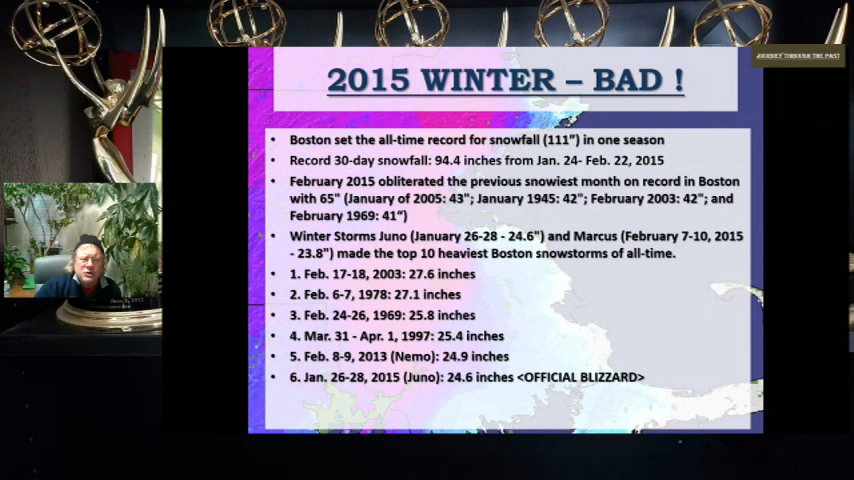 JOURNEY THROUGH THE PAST
2015 WINTER – BAD !
• Boston set the all-time record for snowfall (111”) in one season
• Record 30-day snowfall: 94.4 inches from Jan. 24- Feb. 22, 2015
• February 2015 obliterated the previous snowiest month on record in Boston
with 65" (January of 2005: 43"; January 1945: 42"; February 2003: 42"; and
February 1969: 41“)
• Winter Storms Juno (January 26-28 - 24.6") and Marcus (February 7-10, 2015
- 23.8") made the top 10 heaviest Boston snowstorms of all-time.
• 1. Feb. 17-18, 2003: 27.6 inches
• 2. Feb. 6-7, 1978: 27.1 inches
• 3. Feb. 24-26, 1969: 25.8 inches
• 4. Mar. 31 - Apr. 1, 1997: 25.4 inches
• 5. Feb. 8-9, 2013 (Nemo): 24.9 inches
• 6. Jan. 26-28, 2015 (Juno): 24.6 inches <OFFICIAL BLIZZARD>